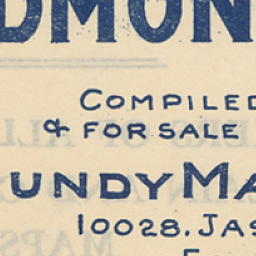 DMON
COMPILED
& FOR SALE
UNDY MA
10028. JAS